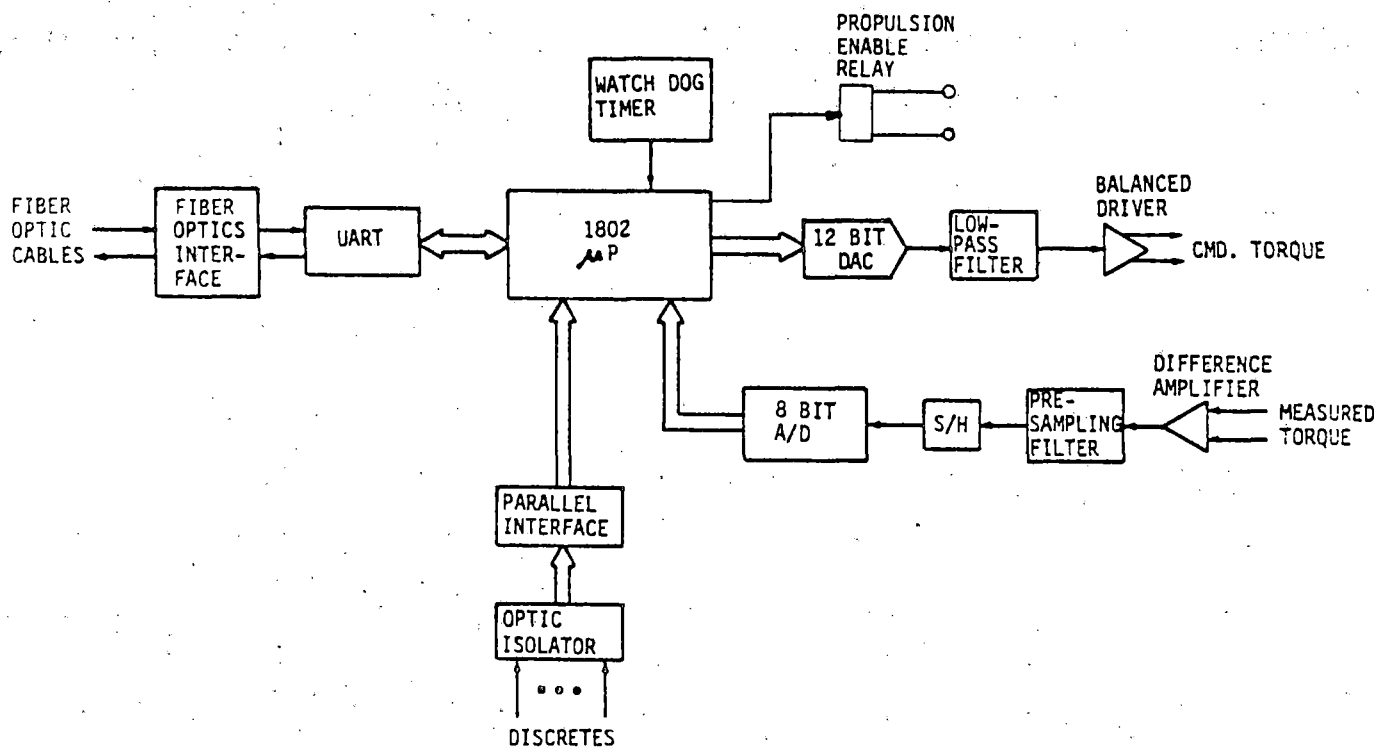 PROPULSION
ENABLE
RELAY
WATCH DOG
TIMER
FIBER
OPTIC
CABLES
FIBER
OPTICS
INTER-
FACE
UART
1802
μP
12 BIT
DAC
LOW-
PASS
FILTER
BALANCED
DRIVER
CMD. TORQUE
8 BIT
A/D
S/H
PRE-
SAMPLING
FILTER
DIFFERENCE
AMPLIFIER
MEASURED
TORQUE
PARALLEL
INTERFACE
OPTIC
ISOLATOR
DISCRETES